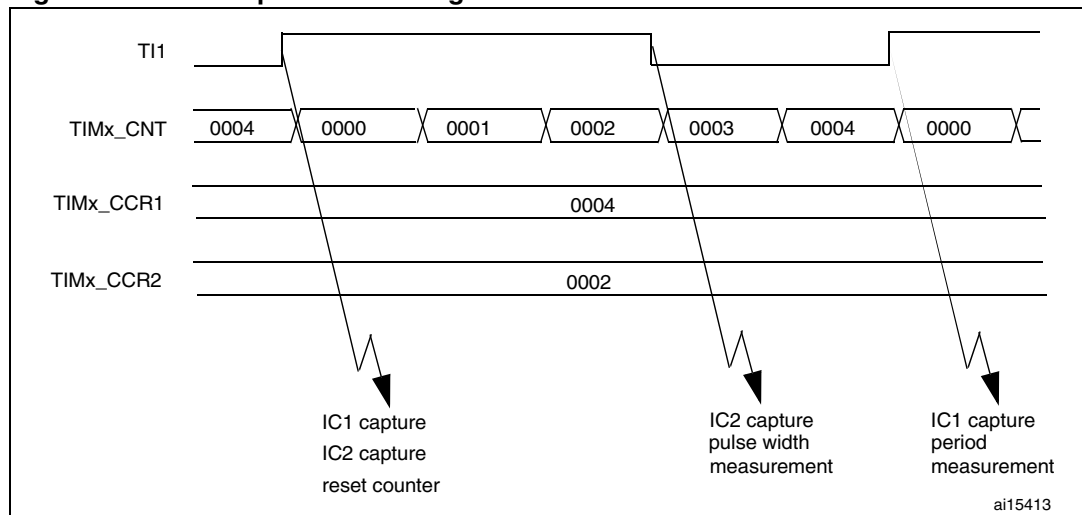 TI1
TIMx_CNT 0004 0000 0001 0002 0003 0004 0000
TIMx_CCR1 0004
TIMx_CCR2 0002
IC1 capture
IC2 capture
reset counter
IC2 capture
pulse width
measurement
IC1 capture
period
measurement
ai15413